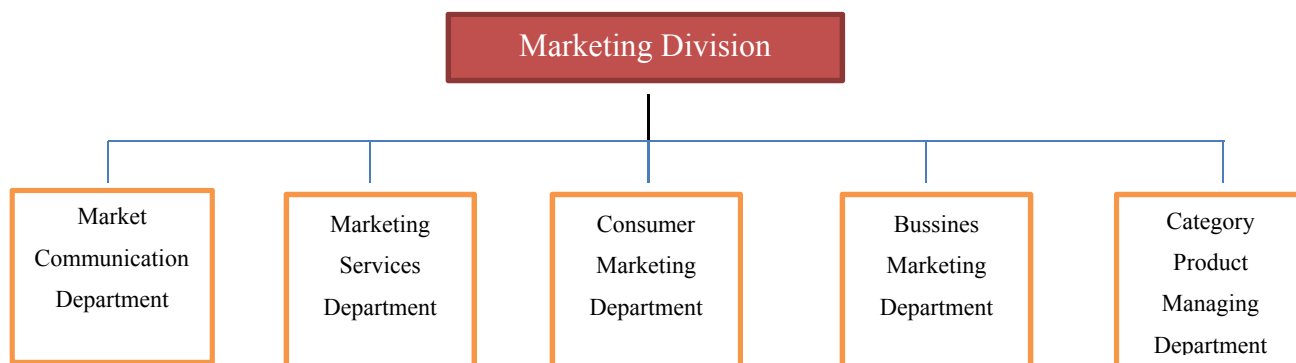 Marketing Division
Market
Communication
Department
Marketing
Services
Department
Consumer
Marketing
Department
Bussines
Marketing
Department
Category
Product
Managing
Department